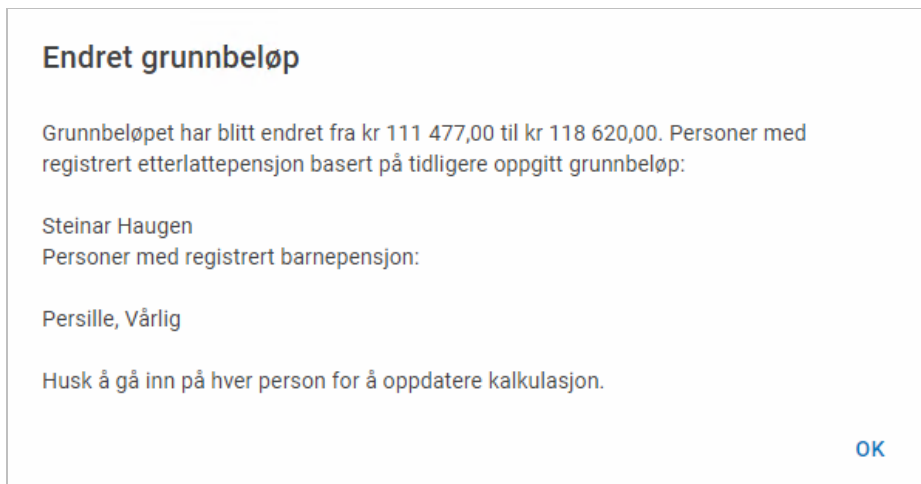 Endret grunnbeløp
Grunnbeløpet har blitt endret fra kr 111 477,00 til kr 118 620,00. Personer med
registrert etterlattepensjon basert på tidligere oppgitt grunnbeløp:
Steinar Haugen
Personer med registrert barnepensjon:
Persille, Vårlig
Husk å gå inn på hver person for å oppdatere kalkulasjon.
OK